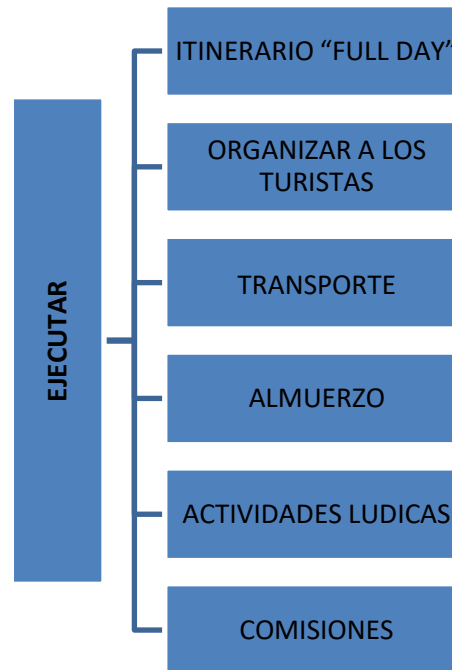 EJECUTAR
ITINERARIO “FULL DAY”
ORGANIZAR A LOS
TURISTAS
TRANSPORTE
ALMUERZO
ACTIVIDADES LUDICAS
COMISIONES